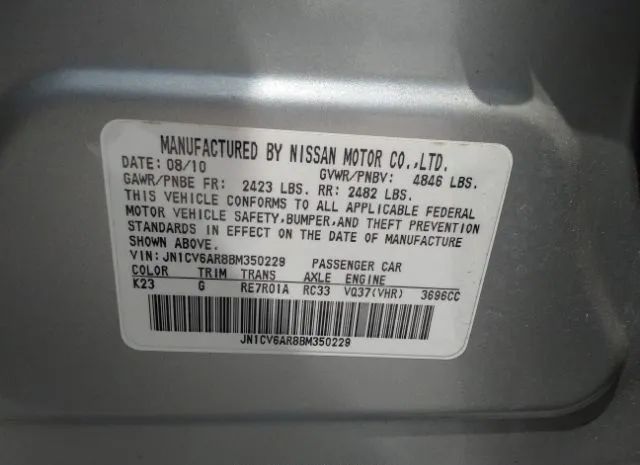 MANUFACTURED BY NISSAN MOTOR CO.,LTD.
DATE: 08/10 GVWR/PNBV: 4846 LBS.
GAWR/PNBE FR: 2423 LBS. RR: 2482 LBS.
THIS VEHICLE CONFORMS TO ALL APPLICABLE FEDERAL
MOTOR VEHICLE SAFETY,BUMPER,AND THEFT PREVENTION
STANDARDS IN EFFECT ON THE DATE OF MANUFACTURE
SHOWN ABOVE.
VIN: JN1CV6AR8BM350229 PASSENGER CAR
COLOR TRIM TRANS AXLE ENGINE
K23 G RE7R01A RC33 VQ37(VHR) 3696CC
JN1CV6AR8BM350229